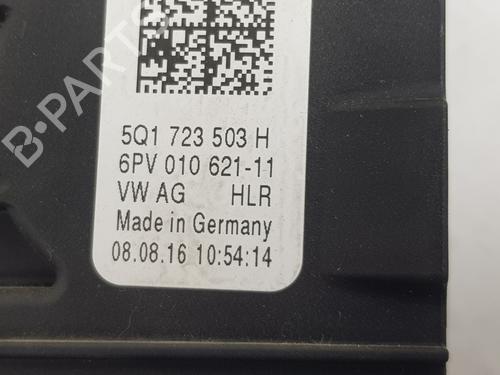 5Q1 723 503 H
6PV 010 621-11
VW AG HLR
Made in Germany
08.08.16 10:54:14